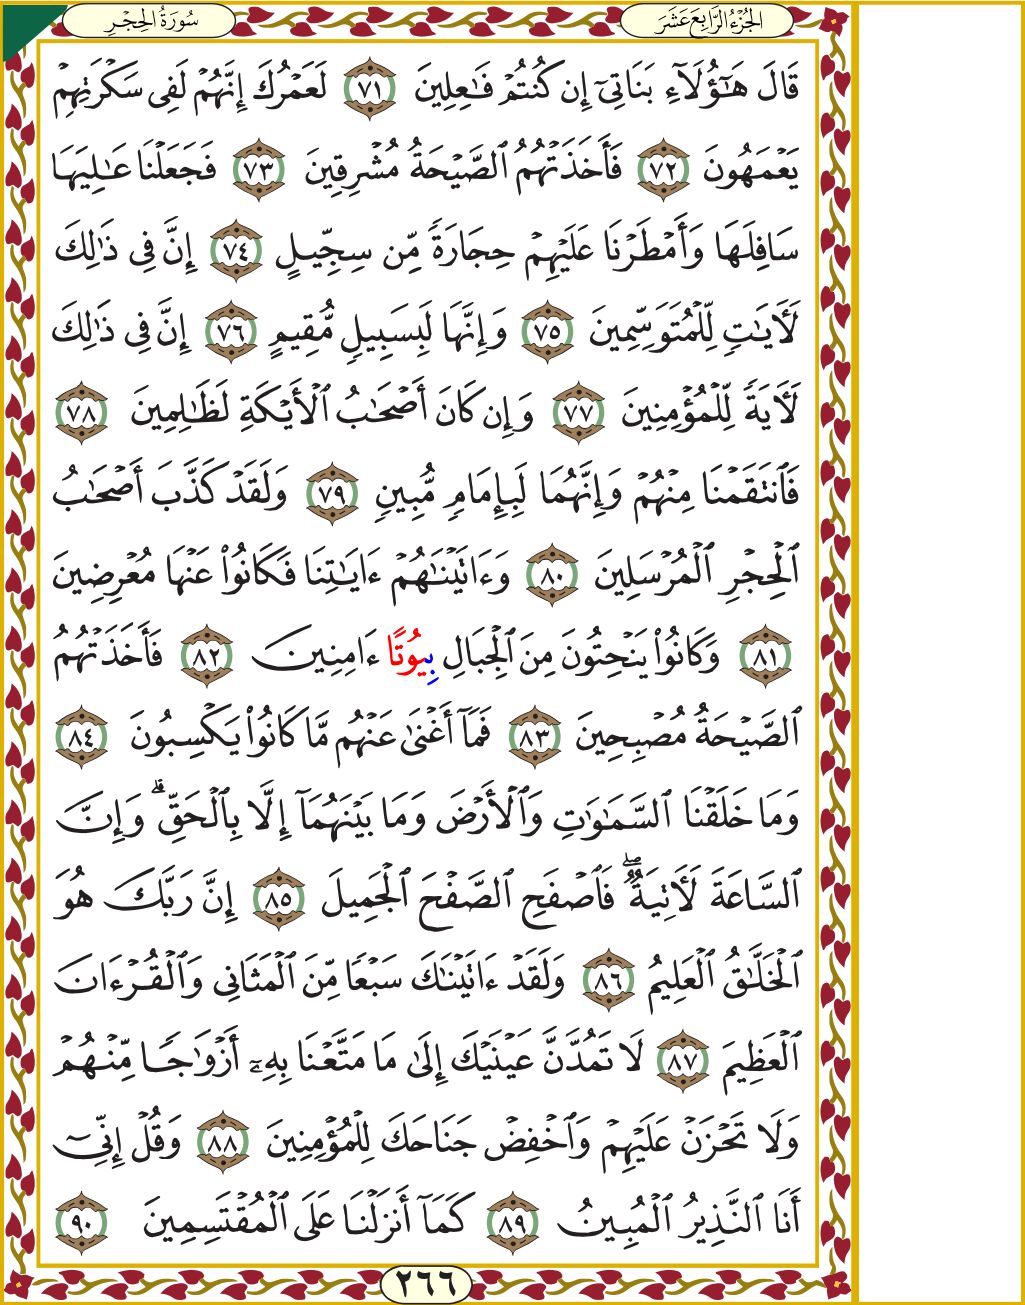 سُورَةُ الحِجْرِ
الجُزْءُ الرَّابِعَ عَشَرَ
قَالَ هَٰٓؤُلَآءِ بَنَاتِيٓ إِن كُنتُمۡ فَٰعِلِينَ ٧١ لَعَمۡرُكَ إِنَّهُمۡ لَفِي سَكۡرَتِهِمۡ
يَعۡمَهُونَ ٧٢ فَأَخَذَتۡهُمُ ٱلصَّيۡحَةُ مُشۡرِقِينَ ٧٣ فَجَعَلۡنَا عَٰلِيَهَا
سَافِلَهَا وَأَمۡطَرۡنَا عَلَيۡهِمۡ حِجَارَةٗ مِّن سِجِّيلٍ ٧٤ إِنَّ فِي ذَٰلِكَ
لَأٓيَٰتٖ لِّلۡمُتَوَسِّمِينَ ٧٥ وَإِنَّهَا لَبِسَبِيلٖ مُّقِيمٍ ٧٦ إِنَّ فِي ذَٰلِكَ
لَأٓيَةٗ لِّلۡمُؤۡمِنِينَ ٧٧ وَإِن كَانَ أَصۡحَٰبُ ٱلۡأَيۡكَةِ لَظَٰلِمِينَ ٧٨
فَٱنتَقَمۡنَا مِنۡهُمۡ وَإِنَّهُمَا لَبِإِمَامٖ مُّبِينٖ ٧٩ وَلَقَدۡ كَذَّبَ أَصۡحَٰبُ
ٱلۡحِجۡرِ ٱلۡمُرۡسَلِينَ ٨٠ وَءَاتَيۡنَٰهُمۡ ءَايَٰتِنَا فَكَانُواْ عَنۡهَا مُعۡرِضِينَ
٨١ وَكَانُواْ يَنۡحِتُونَ مِنَ ٱلۡجِبَالِ بِيُوتًا ءَامِنِينَ ٨٢ فَأَخَذَتۡهُمُ
ٱلصَّيۡحَةُ مُصۡبِحِينَ ٨٣ فَمَآ أَغۡنَىٰ عَنۡهُم مَّا كَانُواْ يَكۡسِبُونَ ٨٤
وَمَا خَلَقۡنَا ٱلسَّمَٰوَٰتِ وَٱلۡأَرۡضَ وَمَا بَيۡنَهُمَآ إِلَّا بِٱلۡحَقِّۗ وَإِنَّ
ٱلسَّاعَةَ لَأٓتِيَةٞۖ فَٱصۡفَحِ ٱلصَّفۡحَ ٱلۡجَمِيلَ ٨٥ إِنَّ رَبَّكَ هُوَ
ٱلۡخَلَّٰقُ ٱلۡعَلِيمُ ٨٦ وَلَقَدۡ ءَاتَيۡنَٰكَ سَبۡعٗا مِّنَ ٱلۡمَثَانِي وَٱلۡقُرۡءَانَ
ٱلۡعَظِيمَ ٨٧ لَا تَمُدَّنَّ عَيۡنَيۡكَ إِلَىٰ مَا مَتَّعۡنَا بِهِۦٓ أَزۡوَٰجٗا مِّنۡهُمۡ
وَلَا تَحۡزَنۡ عَلَيۡهِمۡ وَٱخۡفِضۡ جَنَاحَكَ لِلۡمُؤۡمِنِينَ ٨٨ وَقُلۡ إِنِّيٓ
أَنَا ٱلنَّذِيرُ ٱلۡمُبِينُ ٨٩ كَمَآ أَنزَلۡنَا عَلَى ٱلۡمُقۡتَسِمِينَ ٩٠
٢٦٦